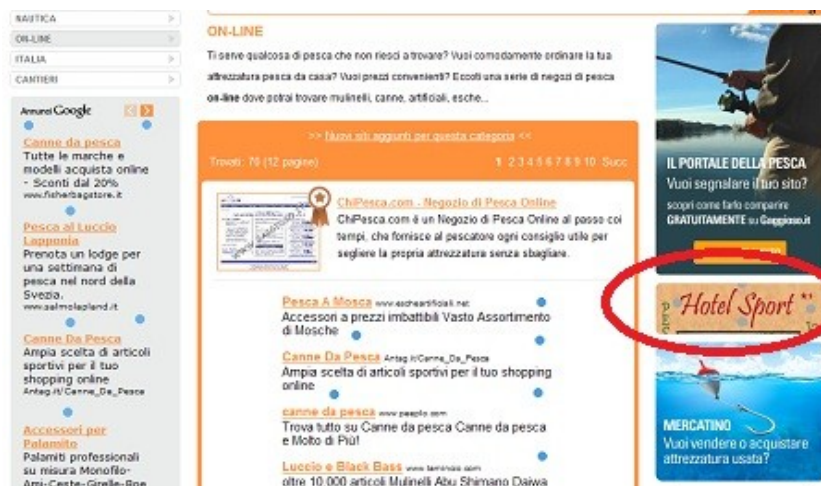 NAUTICA
ON-LINE
ITALIA
CANTIERI
Annunci Google
Canne da pesca
Tutte le marche e
modelli acquista online
- Sconti dal 20%
www.fisherbagstore.it
Pesca al Luccio
Lapponia
Prenota un lodge per
una settimana di
pesca nel nord della
Svezia.
www.salmolapland.it
Canne Da Pesca
Ampia scelta di articoli
sportivi per il tuo
shopping online
Anteg.it/Canne_Da_Pesca
Accessori per
Palamito
Palamiti professionali
su misura Monofilo-
Ami-Ceste-Girelle-Boe
ON-LINE
Ti serve qualcosa di pesca che non riesci a trovare? Vuoi comodamente ordinare la tua
attrezzatura pesca da casa? Vuoi prezzi convenienti? Eccoti una serie di negozi di pesca
on-line dove potrai trovare mulinelli, canne, artificiali, esche...
>> Nuovi siti aggiunti per questa categoria <<
Trovati: 70 (12 pagine)
1 2 3 4 5 6 7 8 9 10 Succ
ChiPesca.com - Negozio di Pesca Online
ChiPesca.com é un Negozio di Pesca Online al passo coi
tempi, che fornisce al pescatore ogni consiglio utile per
segliere la propria attrezzatura senza sbagliare.
Pesca A Mosca www.escheartificiali.net
Accessori a prezzi imbattibili Vasto Assortimento
di Mosche
Canne Da Pesca Anteg.it/Canne_Da_Pesca
Ampia scelta di articoli sportivi per il tuo shopping
online
canne da pesca www.peeplo.com
Trova tutto su Canne da pesca Canne da pesca
e Molto di Più!
Luccio e Black Bass
oltre 10.000 articoli Mulinelli Abu Shimano Daiwa
IL PORTALE DELLA PESCA
Vuoi segnalare il tuo sito?
scopri come farlo comparire
GRATUITAMENTE su Gaggioso.it
Hotel Sport
MERCATINO
Vuoi vendere o acquistare
attrezzatura usata?